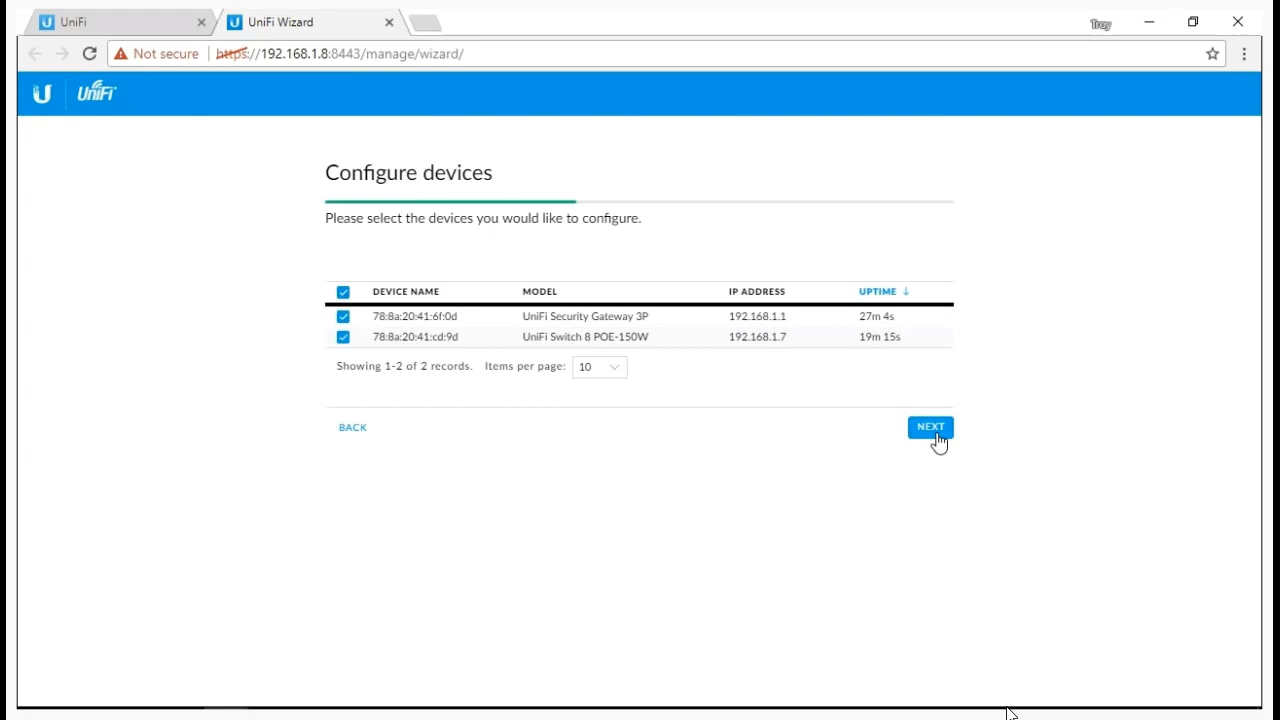 UniFi
UniFi Wizard
Troy
Not secure
https://192.168.1.8:8443/manage/wizard/
UniFi
Configure devices
Please select the devices you would like to configure.
DEVICE NAME MODEL IP ADDRESS UPTIME ↓
78:8a:20:41:6f:0d UniFi Security Gateway 3P 192.168.1.1 27m 4s
78:8a:20:41:cd:9d UniFi Switch 8 POE-150W 192.168.1.7 19m 15s
Showing 1-2 of 2 records. Items per page: 10
BACK
NEXT